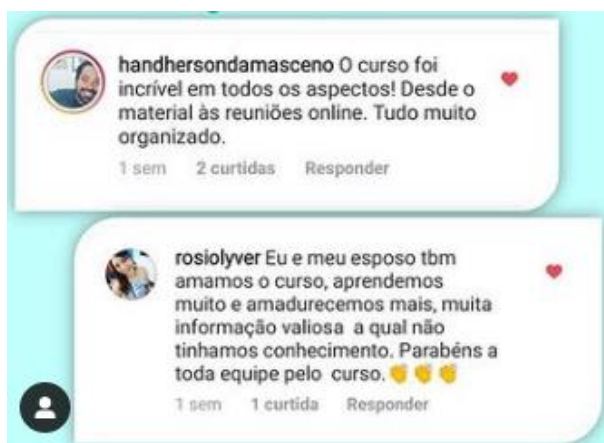 handhersondamasceno O curso foi
incrível em todos os aspectos! Desde o
material às reuniões online. Tudo muito
organizado.
1 sem 2 curtidas Responder
rosiolyver Eu e meu esposo tbm
amamos o curso, aprendemos
muito e amadurecemos mais, muita
informação valiosa a qual não
tinhamos conhecimento. Parabéns a
toda equipe pelo curso. 👏👏👏
1 sem 1 curtida Responder